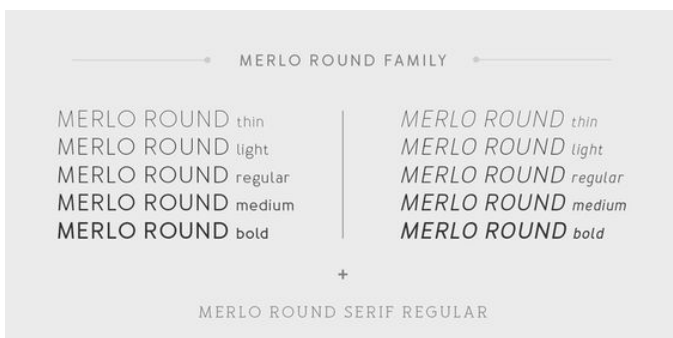 MERLO ROUND FAMILY
MERLO ROUND thin
MERLO ROUND light
MERLO ROUND regular
MERLO ROUND medium
MERLO ROUND bold
MERLO ROUND thin
MERLO ROUND light
MERLO ROUND regular
MERLO ROUND medium
MERLO ROUND bold
+
MERLO ROUND SERIF REGULAR